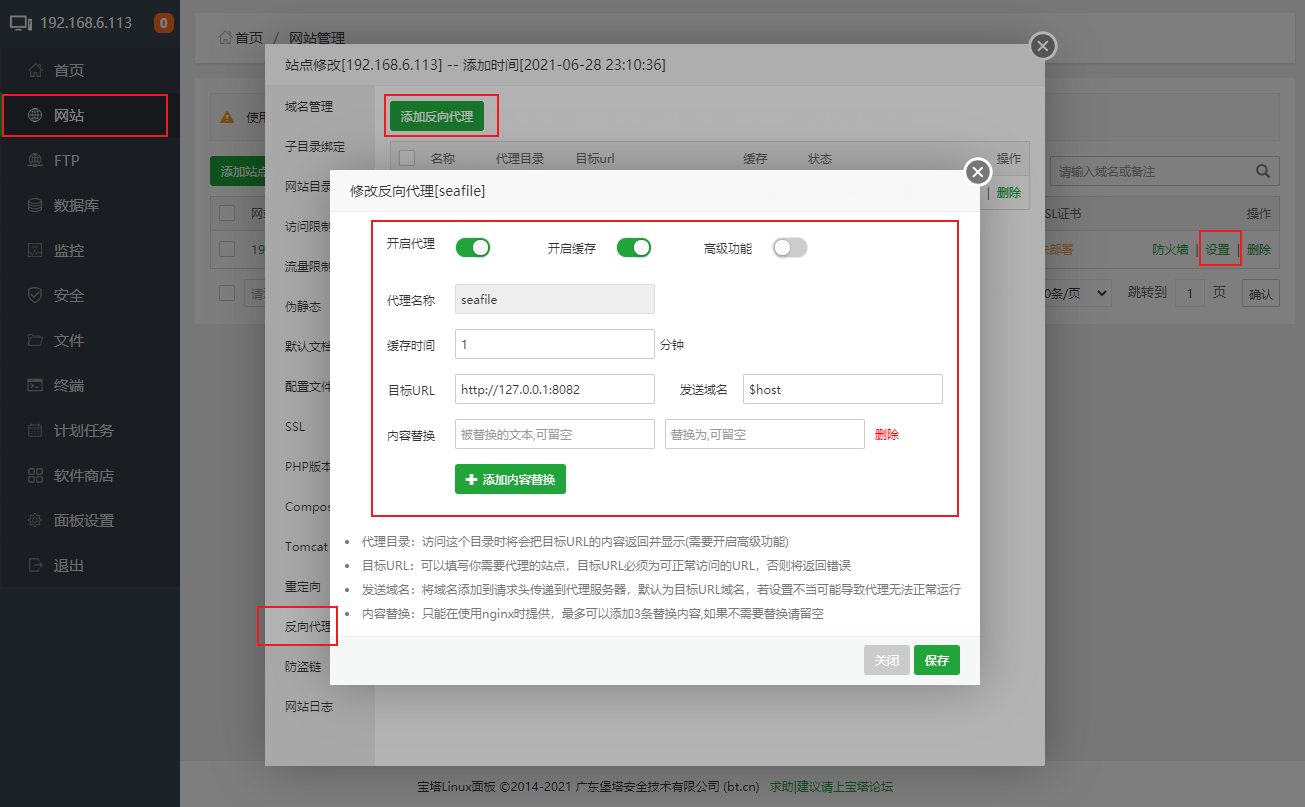 192.168.6.113 0
首页
网站
FTP
数据库
监控
安全
文件
终端
计划任务
软件商店
面板设置
退出
首页 / 网站管理
使用
添加站点
请输入域名或备注
SL证书 操作
防火墙 | 设置 | 删除
19
0条/页 跳转到 1 页 确认
站点修改[192.168.6.113] -- 添加时间[2021-06-28 23:10:36]
域名管理
子目录绑定
网站目录
访问限制
流量限制
伪静态
默认文档
配置文件
SSL
PHP版本
Compos
Tomcat
重定向
反向代理
防盗链
网站日志
添加反向代理
名称 代理目录 目标url 缓存 状态 操作
| 删除
修改反向代理[seafile]
开启代理 开启缓存 高级功能
代理名称 seafile
缓存时间 1 分钟
目标URL http://127.0.0.1:8082 发送域名 $host
内容替换 被替换的文本,可留空 替换为,可留空 删除
添加内容替换
代理目录：访问这个目录时将会把目标URL的内容返回并显示(需要开启高级功能)
目标URL：可以填写你需要代理的站点，目标URL必须为可正常访问的URL，否则将返回错误
发送域名：将域名添加到请求头传递到代理服务器，默认为目标URL域名，若设置不当可能导致代理无法正常运行
内容替换：只能在使用nginx时提供，最多可以添加3条替换内容,如果不需要替换请留空
关闭 保存
宝塔Linux面板 ©2014-2021 广东堡塔安全技术有限公司 (bt.cn) 求助|建议请上宝塔论坛